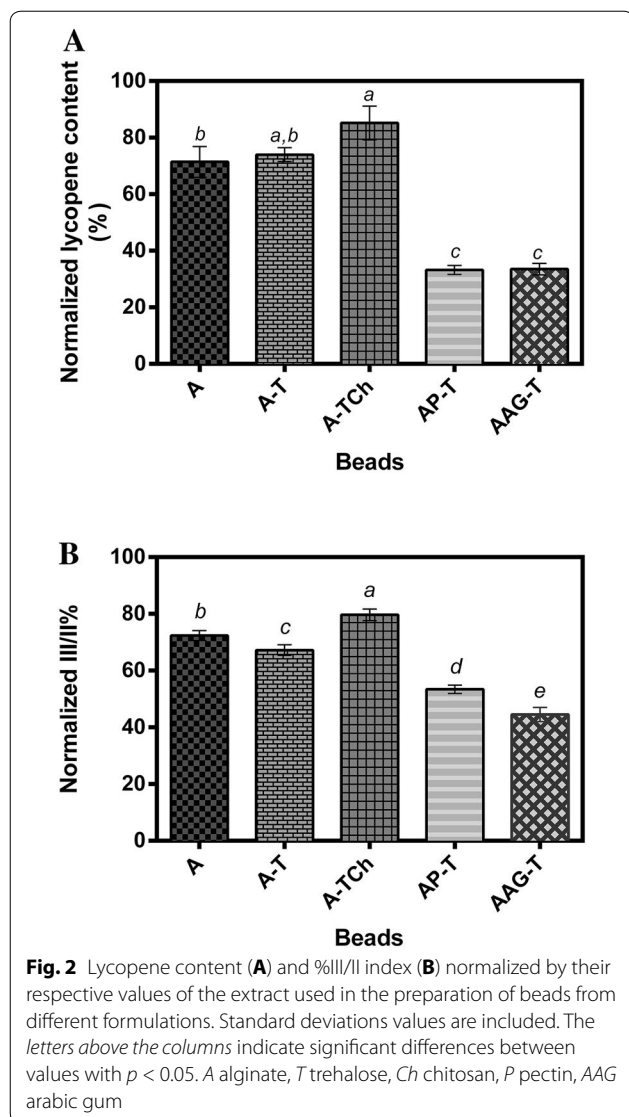 A
Normalized lycopene content
(%)
100
80
60
40
20
0
b
a,b
a
c
c
A
A-T
A-TCh
AP-T
AAG-T
Beads
B
Normalized III/II%
100
80
60
40
20
0
b
c
a
d
e
A
A-T
A-TCh
AP-T
AAG-T
Beads
Fig. 2 Lycopene content (A) and %III/II index (B) normalized by their
respective values of the extract used in the preparation of beads from
different formulations. Standard deviations values are included. The
letters above the columns indicate significant differences between
values with p < 0.05. A alginate, T trehalose, Ch chitosan, P pectin, AAG
arabic gum